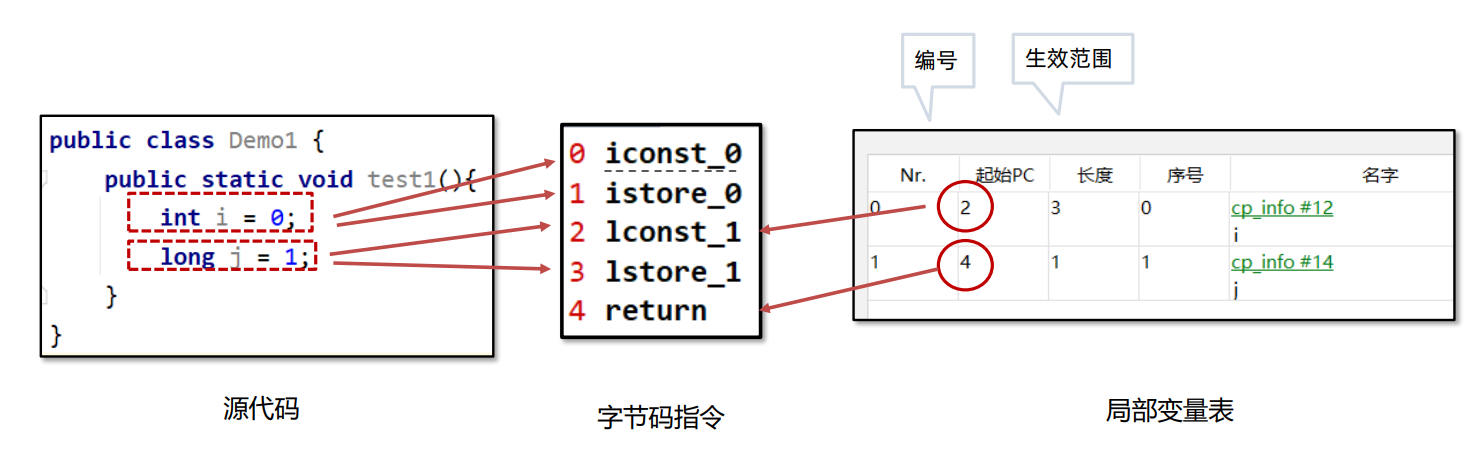 编号
生效范围
public class Demo1 {
public static void test1(){
int i = 0;
long j = 1;
}
}
0 iconst_0
1 istore_0
2 lconst_1
3 lstore_1
4 return
Nr. 起始PC 长度 序号 名字
0 2 3 0 cp_info #12
i
1 4 1 1 cp_info #14
j
源代码
字节码指令
局部变量表